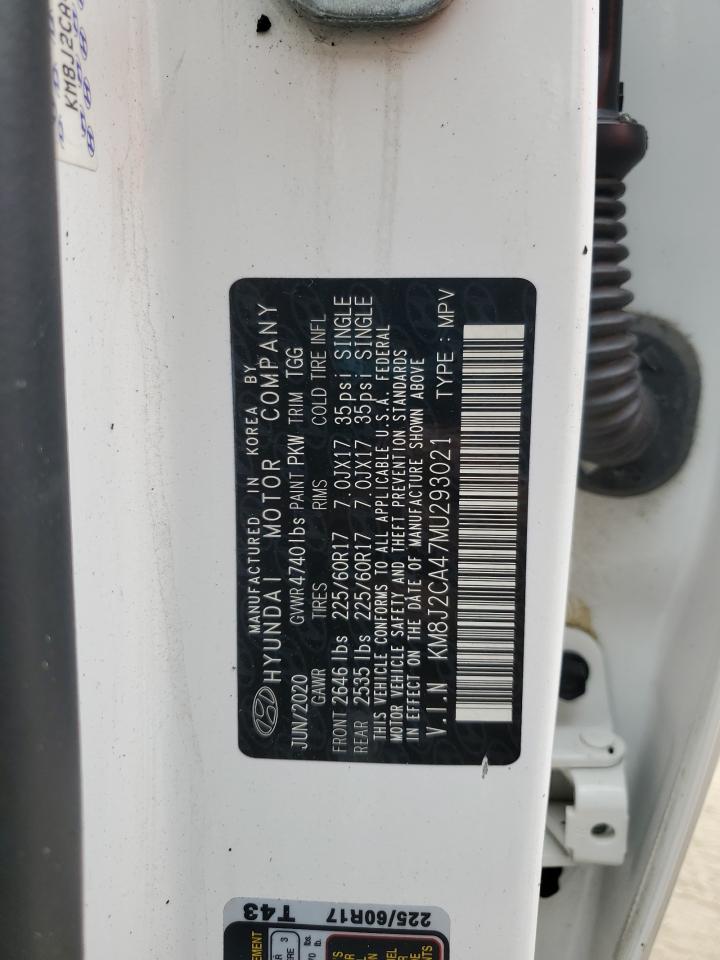 KM8J2CA
MANUFACTURED IN KOREA BY
HYUNDAI MOTOR COMPANY
JUN/2020 GVWR 4740lbs PAINT PKW TRIM TGG
GAWR TIRES RIMS COLD TIRE INFL
FRONT 2646 lbs 225/60R17 7.0JX17 35psi SINGLE
REAR 2535 lbs 225/60R17 7.0JX17 35psi SINGLE
THIS VEHICLE CONFORMS TO ALL APPLICABLE U.S.A. FEDERAL
MOTOR VEHICLE SAFETY AND THEFT PREVENTION STANDARDS
IN EFFECT ON THE DATE OF MANUFACTURE SHOWN ABOVE
V.I.N KM8J2CA47MU293021 TYPE : MPV
225/60R17 T43